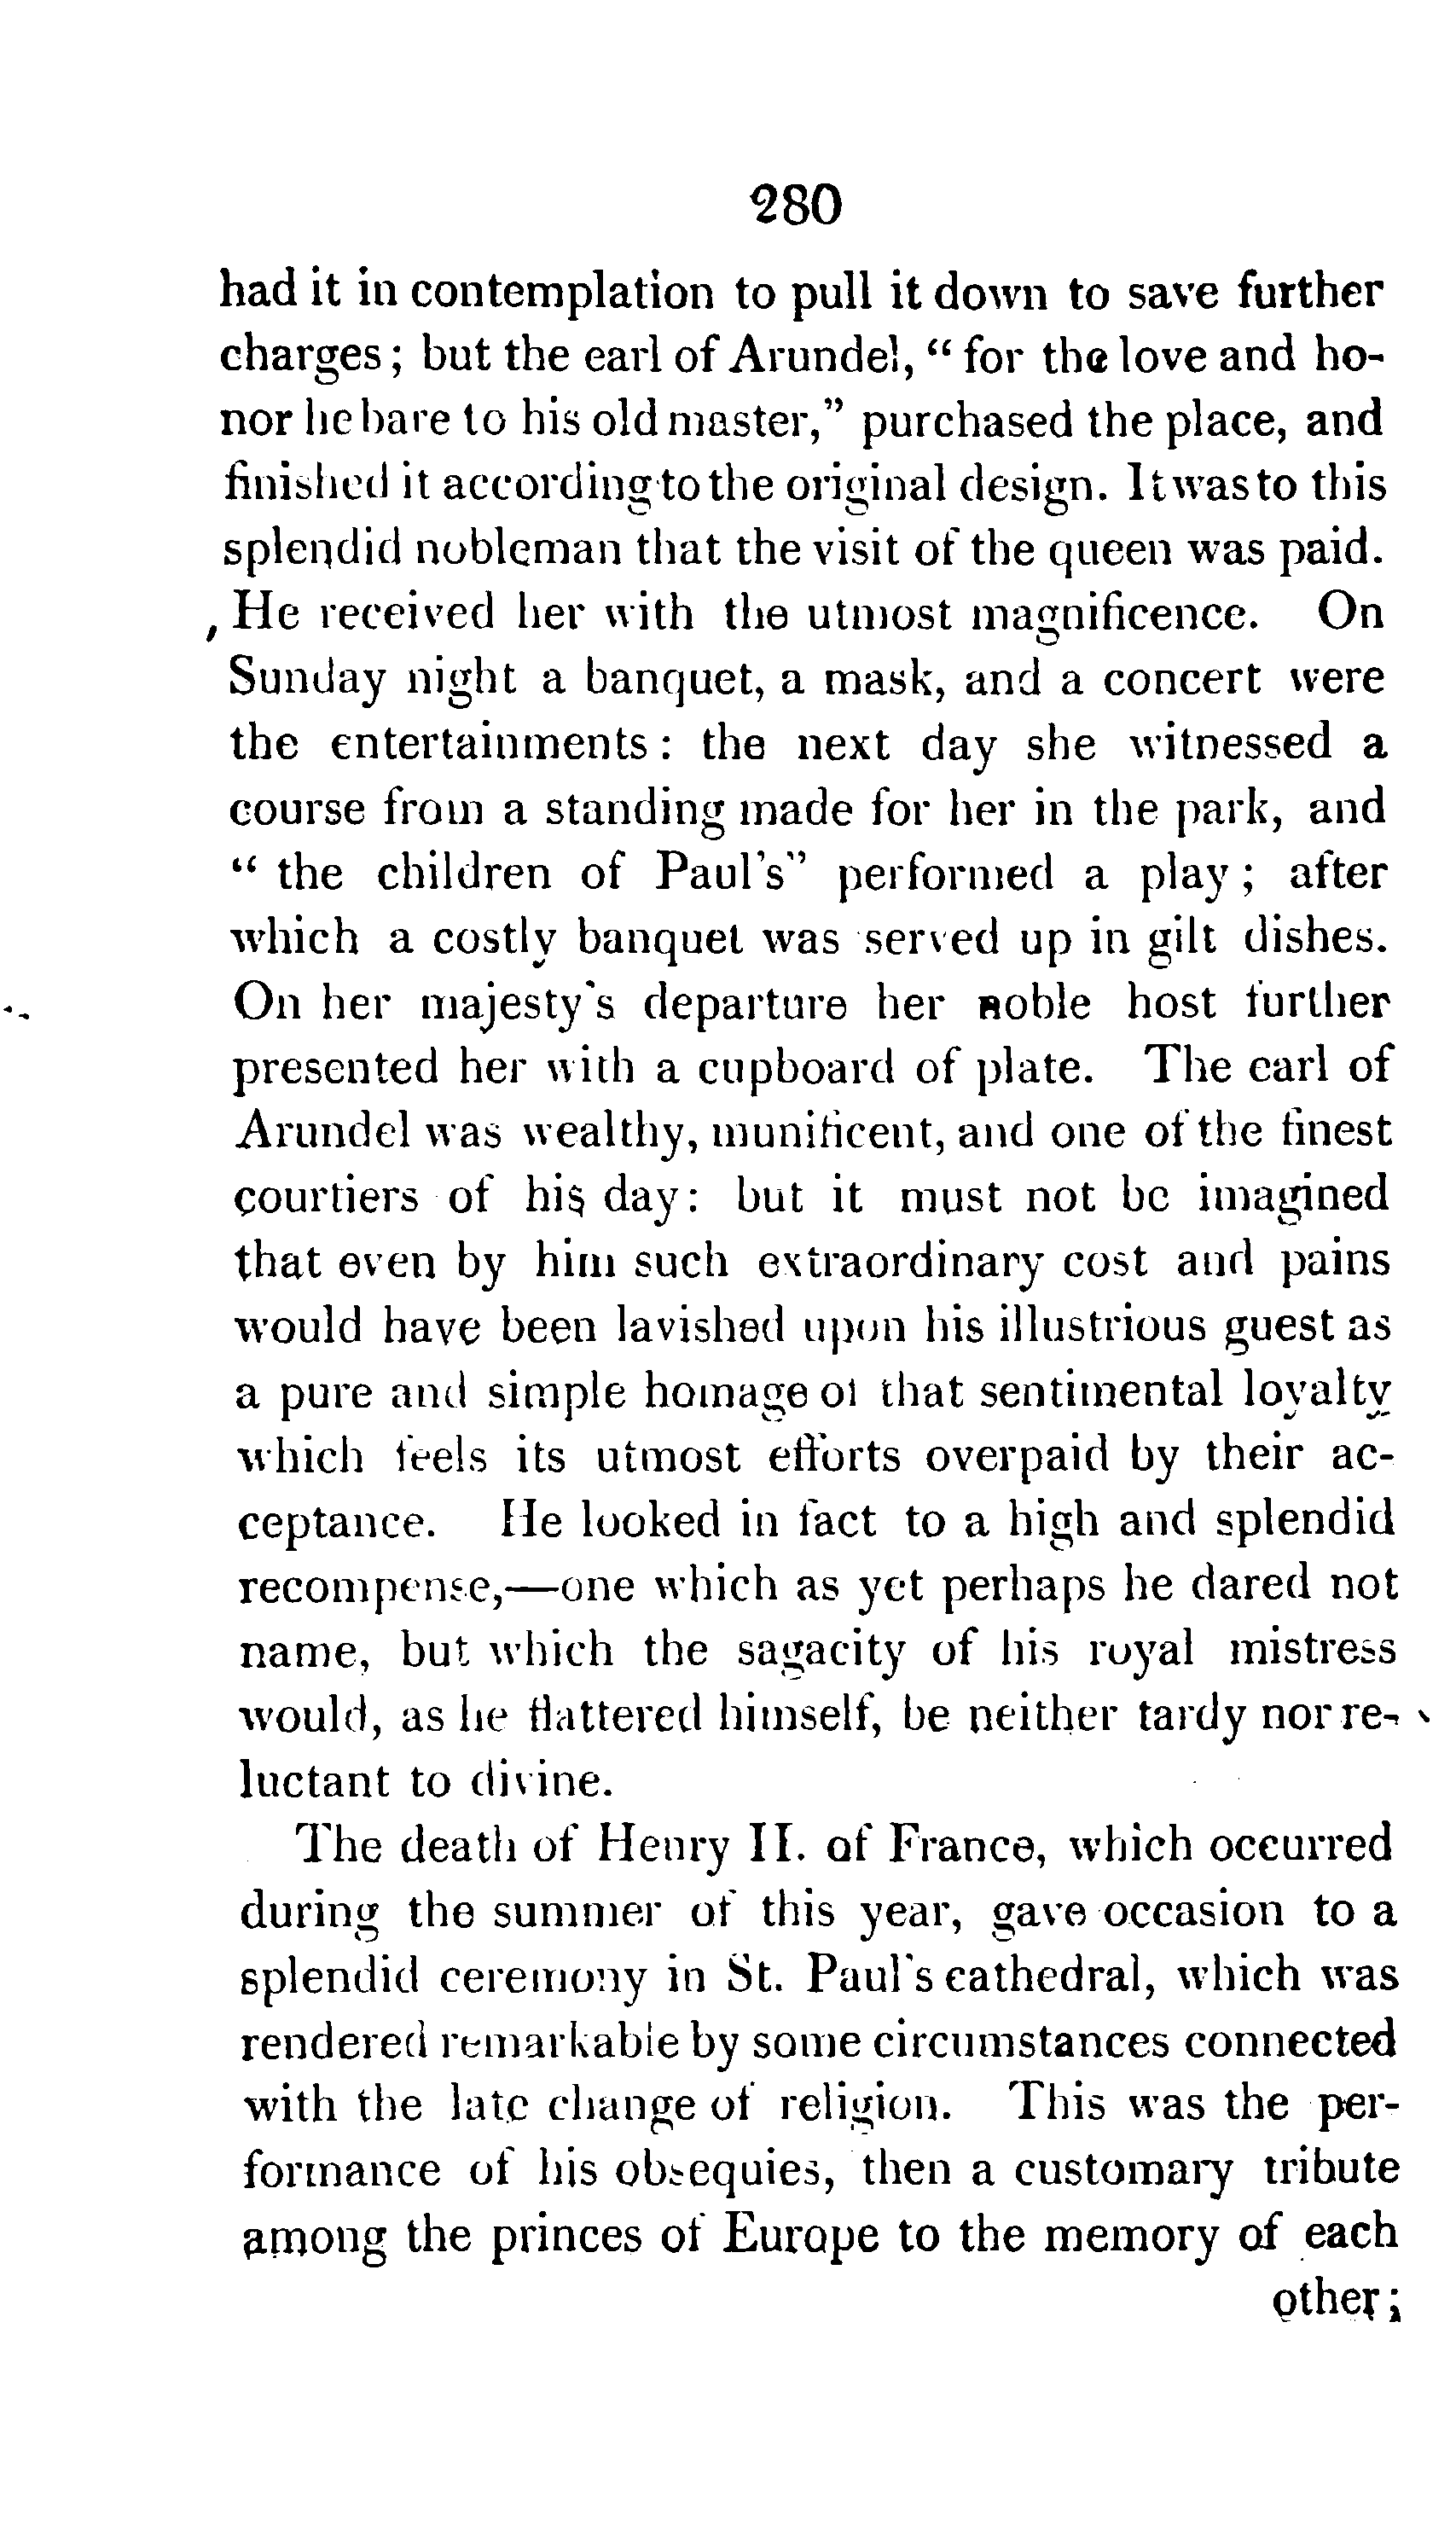 280
had it in contemplation to pull it down to save further
charges; but the earl of Arundel, “ for the love and ho-
nor he bare to his old master,” purchased the place, and
finished it according to the original design. It was to this
splendid nobleman that the visit of the queen was paid.
He received her with the utmost magnificence. On
Sunday night a banquet, a mask, and a concert were
the entertainments: the next day she witnessed a
course from a standing made for her in the park, and
“ the children of Paul's” performed a play; after
which a costly banquet was served up in gilt dishes.
On her majesty's departure her noble host further
presented her with a cupboard of plate. The earl of
Arundel was wealthy, munificent, and one of the finest
courtiers of his day: but it must not be imagined
that even by him such extraordinary cost and pains
would have been lavished upon his illustrious guest as
a pure and simple homage of that sentimental loyalty
which feels its utmost efforts overpaid by their ac-
ceptance. He looked in fact to a high and splendid
recompense,—one which as yet perhaps he dared not
name, but which the sagacity of his royal mistress
would, as he flattered himself, be neither tardy nor re-
luctant to divine.
The death of Henry II. of France, which occurred
during the summer of this year, gave occasion to a
splendid ceremony in St. Paul's cathedral, which was
rendered remarkable by some circumstances connected
with the late change of religion. This was the per-
formance of his obsequies, then a customary tribute
among the princes of Europe to the memory of each
other;